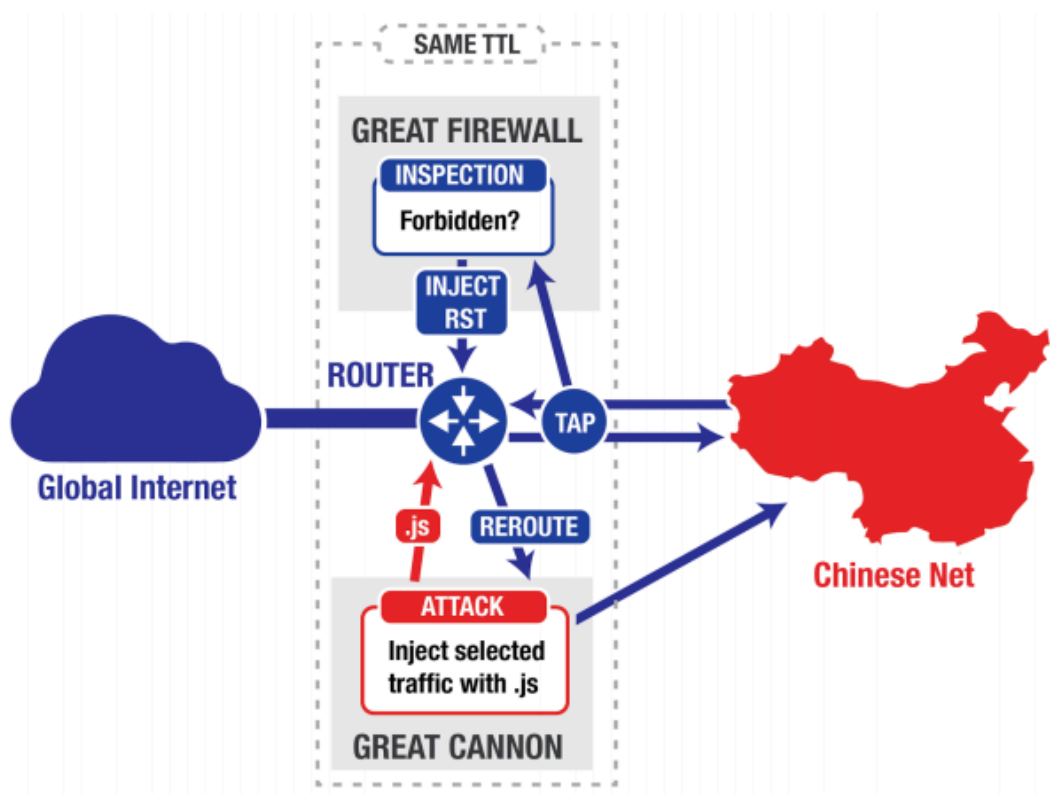 SAME TTL
GREAT FIREWALL
INSPECTION
Forbidden?
INJECT
RST
ROUTER
TAP
Global Internet
.js
REROUTE
Chinese Net
ATTACK
Inject selected
traffic with .js
GREAT CANNON